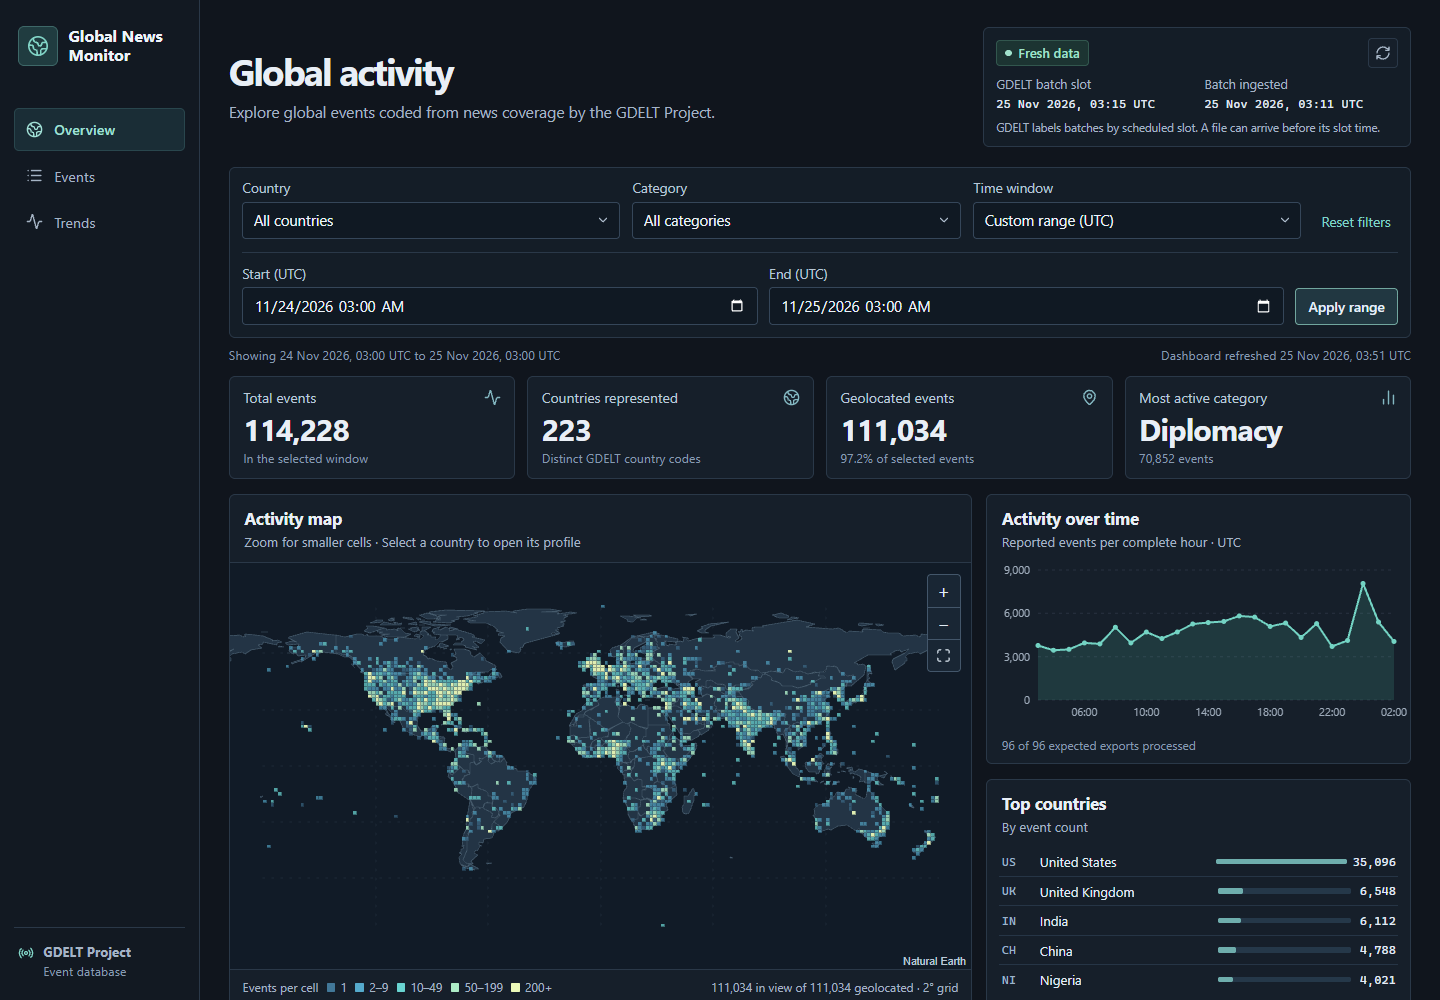 Global News
Monitor
Overview
Events
Trends
GDELT Project
Event database
Global activity
Explore global events coded from news coverage by the GDELT Project.
Fresh data
GDELT batch slot
25 Nov 2026, 03:15 UTC
Batch ingested
25 Nov 2026, 03:11 UTC
GDELT labels batches by scheduled slot. A file can arrive before its slot time.
Country
All countries
Category
All categories
Time window
Custom range (UTC)
Reset filters
Start (UTC)
11/24/2026 03:00 AM
End (UTC)
11/25/2026 03:00 AM
Apply range
Showing 24 Nov 2026, 03:00 UTC to 25 Nov 2026, 03:00 UTC
Dashboard refreshed 25 Nov 2026, 03:51 UTC
Total events
114,228
In the selected window
Countries represented
223
Distinct GDELT country codes
Geolocated events
111,034
97.2% of selected events
Most active category
Diplomacy
70,852 events
Activity map
Zoom for smaller cells · Select a country to open its profile
+
−
Natural Earth
Events per cell 1 2–9 10–49 50–199 200+
111,034 in view of 111,034 geolocated · 2° grid
Activity over time
Reported events per complete hour · UTC
9,000
6,000
3,000
0
06:00 10:00 14:00 18:00 22:00 02:00
96 of 96 expected exports processed
Top countries
By event count
US United States 35,096
UK United Kingdom 6,548
IN India 6,112
CH China 4,788
NI Nigeria 4,021